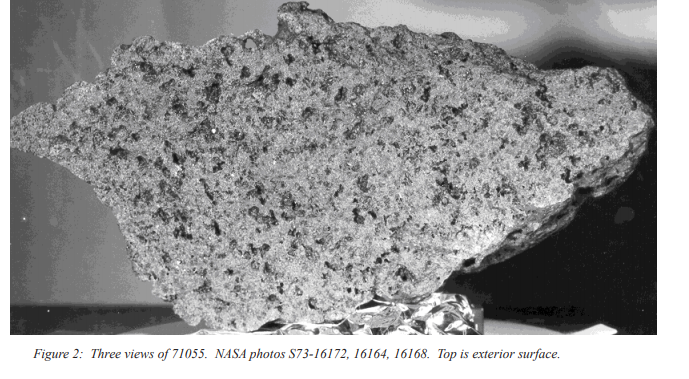 Figure 2:  Three views of 71055.  NASA photos S73-16172, 16164, 16168.  Top is exterior surface.